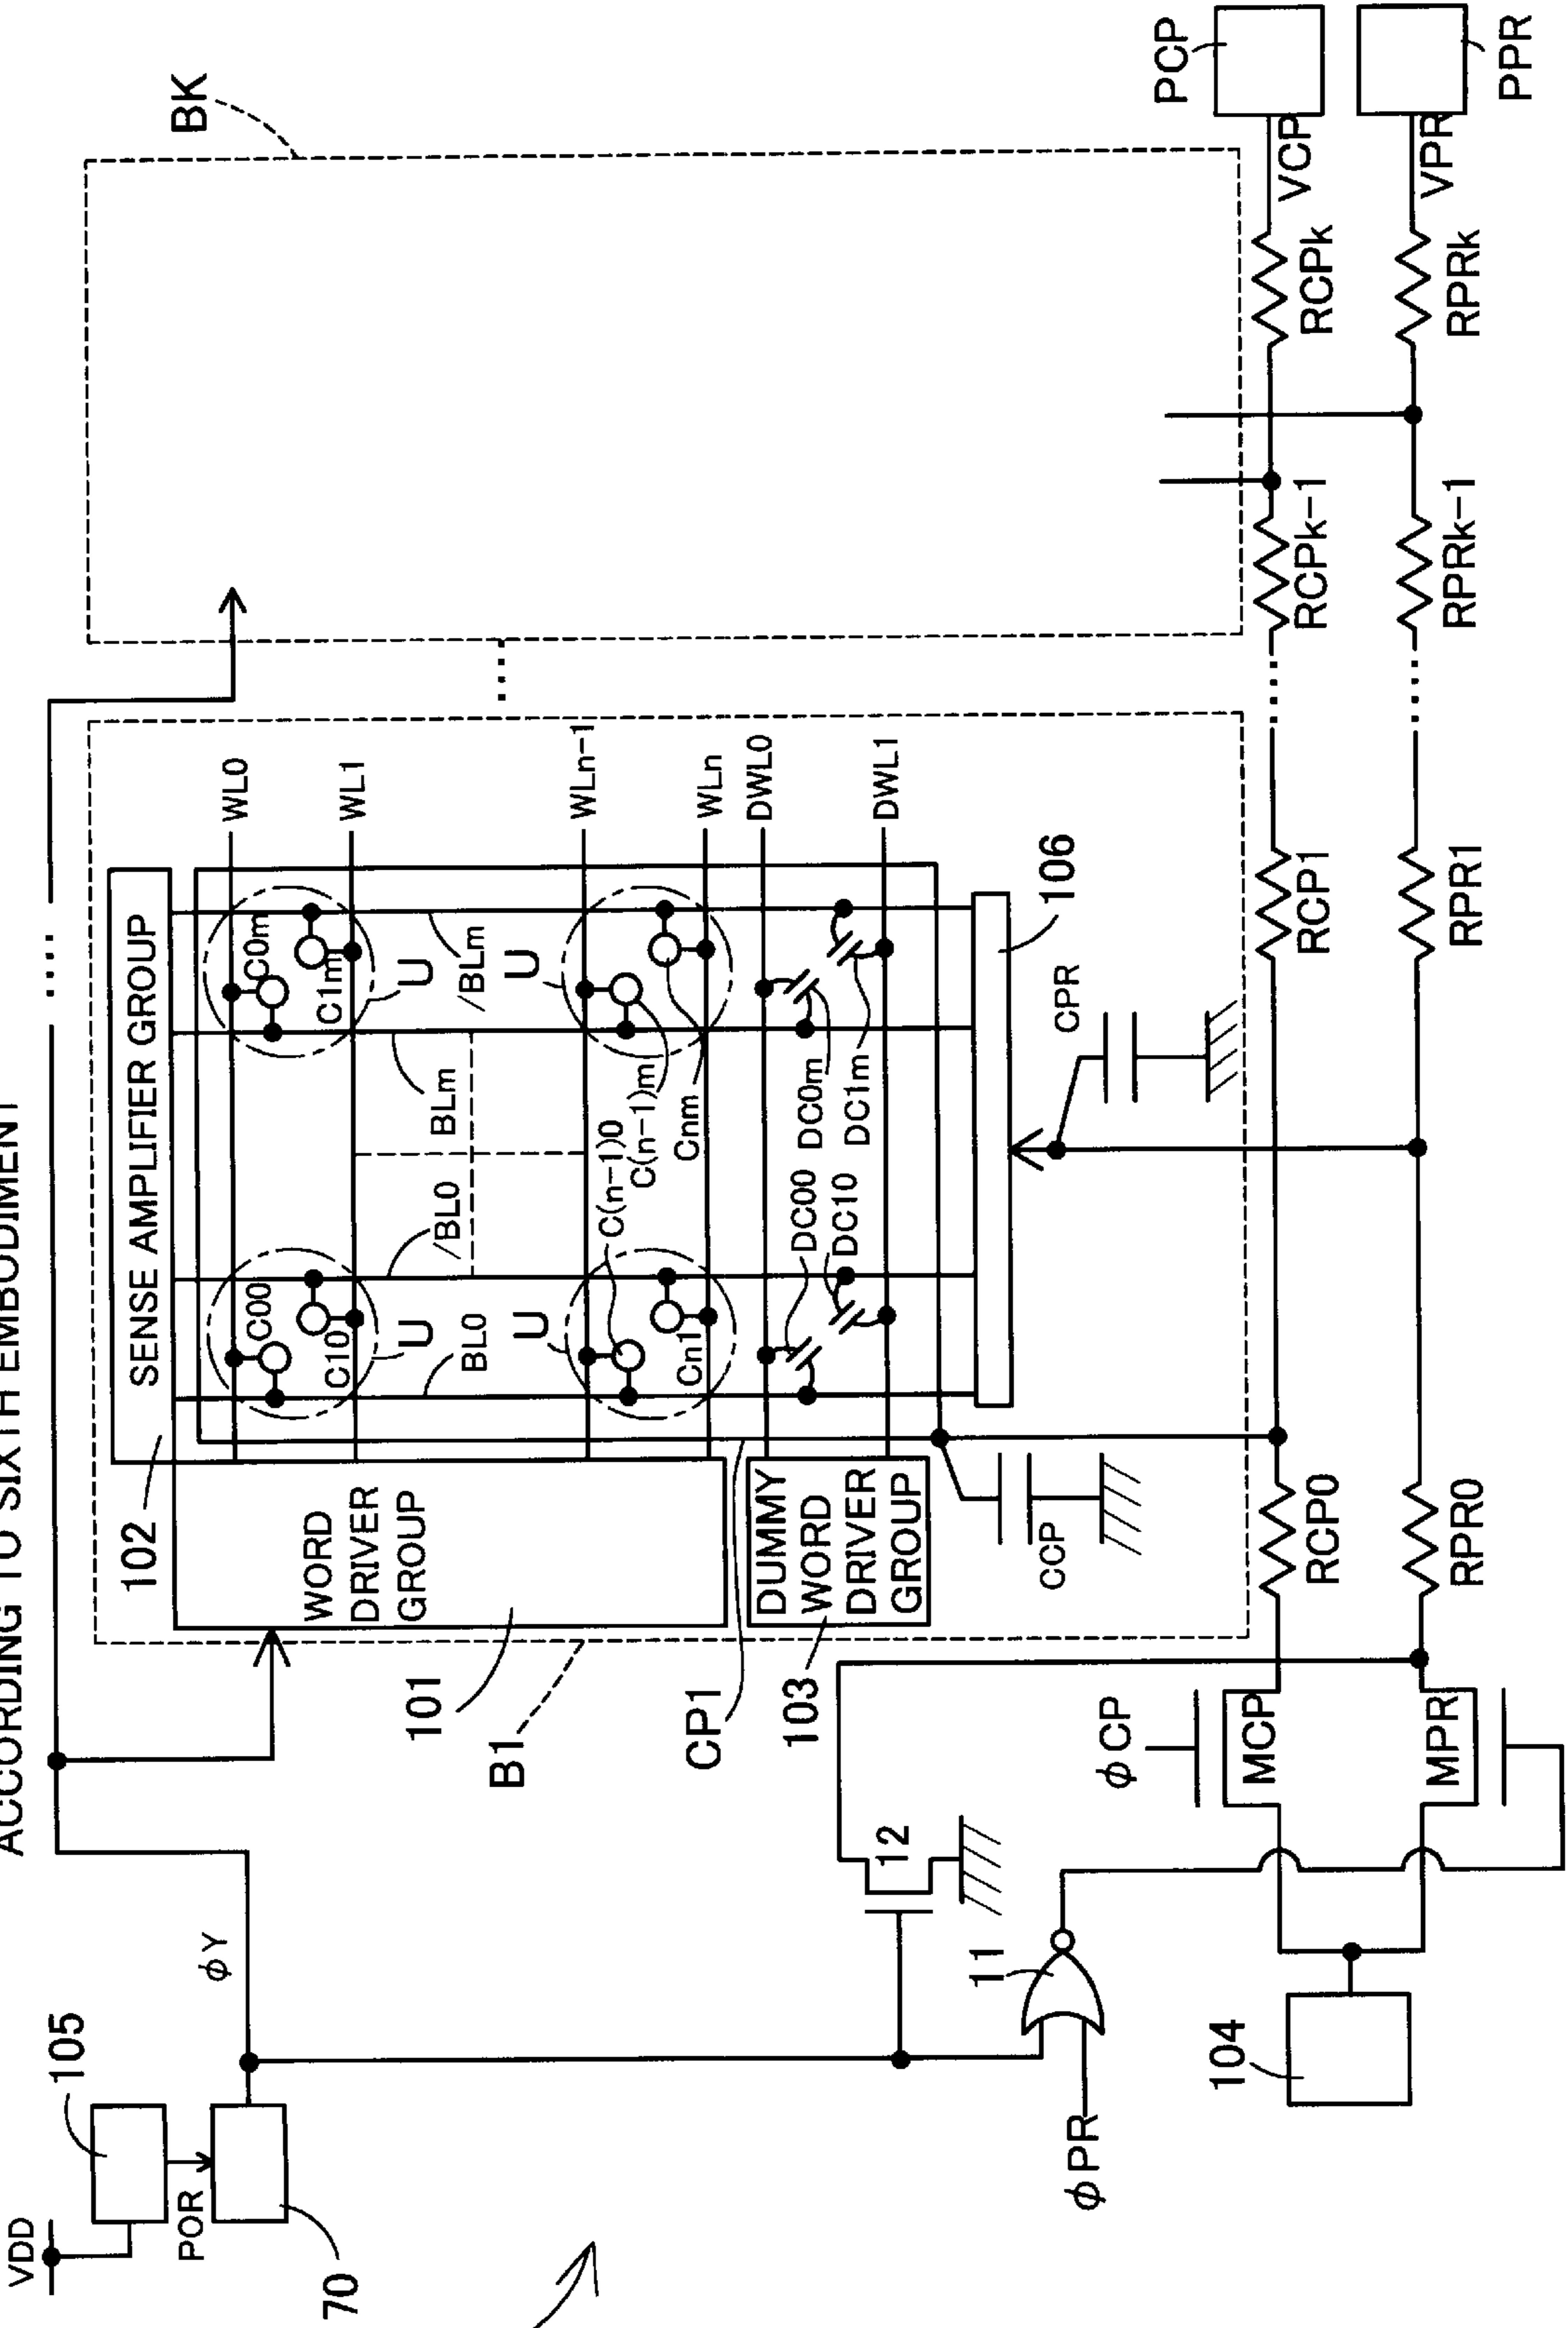 ACCORDING TO SIXTH EMBODIMENT
VDD
105
POR
70
φY
102
SENSE AMPLIFIER GROUP
WORD
DRIVER
GROUP
101
B1
C00
C10
U
BL0
/BL0
C0m
C1m
U
BLm
/BLm
WL0
WL1
U
Cn1
C(n-1)0
C(n-1)m
Cnm
U
WLn-1
WLn
DUMMY
WORD
DRIVER
GROUP
103
CP1
DC00
DC10
DC0m
DC1m
DWL0
DWL1
106
CPR
CCP
BK
12
11
φPR
104
φCP
MCP
MPR
RCP0
RPR0
RCP1
RPR1
RCPk-1
RPRk-1
RCPk
RPRk
VCP
VPR
PCP
PPR